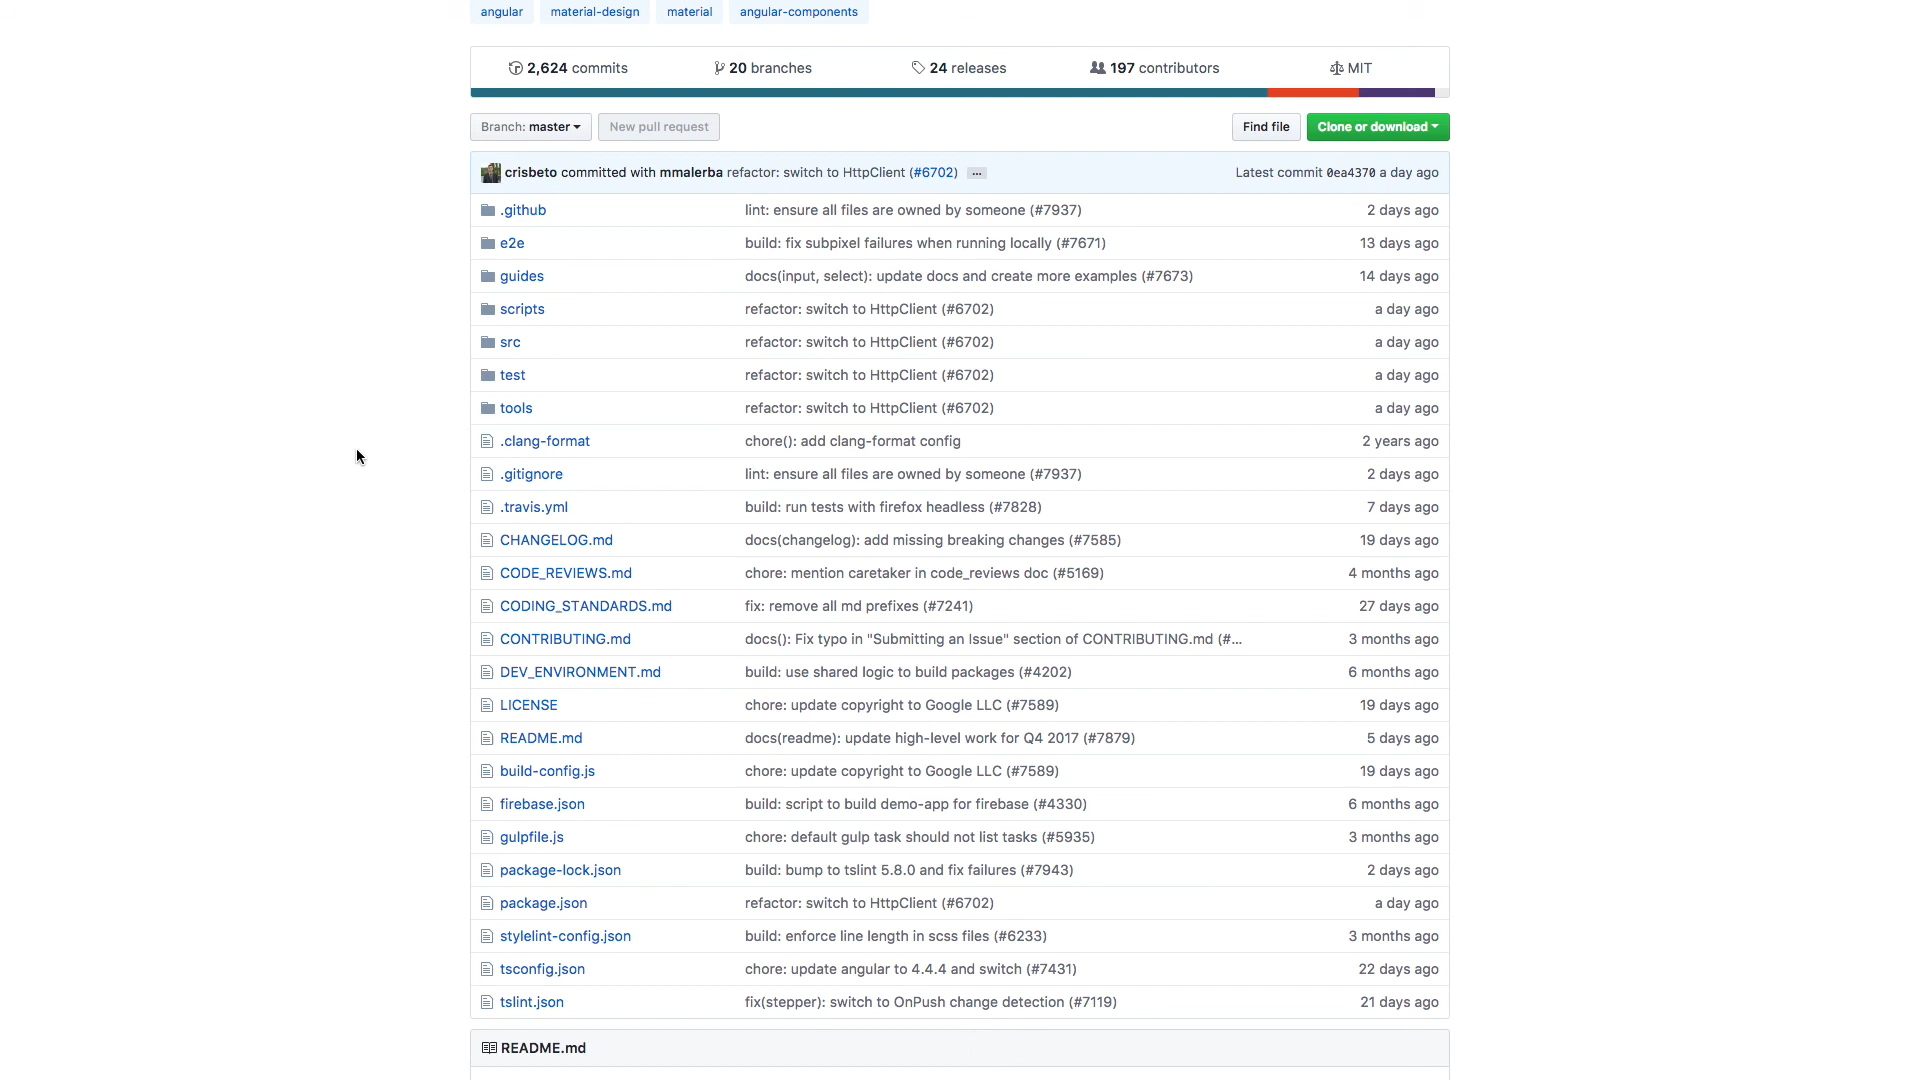 angular material-design material angular-components
2,624 commits 20 branches 24 releases 197 contributors MIT
Branch: master New pull request Find file Clone or download
crisbeto committed with mmalerba refactor: switch to HttpClient (#6702) ... Latest commit 0ea4370 a day ago
.github lint: ensure all files are owned by someone (#7937) 2 days ago
e2e build: fix subpixel failures when running locally (#7671) 13 days ago
guides docs(input, select): update docs and create more examples (#7673) 14 days ago
scripts refactor: switch to HttpClient (#6702) a day ago
src refactor: switch to HttpClient (#6702) a day ago
test refactor: switch to HttpClient (#6702) a day ago
tools refactor: switch to HttpClient (#6702) a day ago
.clang-format chore(): add clang-format config 2 years ago
.gitignore lint: ensure all files are owned by someone (#7937) 2 days ago
.travis.yml build: run tests with firefox headless (#7828) 7 days ago
CHANGELOG.md docs(changelog): add missing breaking changes (#7585) 19 days ago
CODE_REVIEWS.md chore: mention caretaker in code_reviews doc (#5169) 4 months ago
CODING_STANDARDS.md fix: remove all md prefixes (#7241) 27 days ago
CONTRIBUTING.md docs(): Fix typo in "Submitting an Issue" section of CONTRIBUTING.md (#... 3 months ago
DEV_ENVIRONMENT.md build: use shared logic to build packages (#4202) 6 months ago
LICENSE chore: update copyright to Google LLC (#7589) 19 days ago
README.md docs(readme): update high-level work for Q4 2017 (#7879) 5 days ago
build-config.js chore: update copyright to Google LLC (#7589) 19 days ago
firebase.json build: script to build demo-app for firebase (#4330) 6 months ago
gulpfile.js chore: default gulp task should not list tasks (#5935) 3 months ago
package-lock.json build: bump to tslint 5.8.0 and fix failures (#7943) 2 days ago
package.json refactor: switch to HttpClient (#6702) a day ago
stylelint-config.json build: enforce line length in scss files (#6233) 3 months ago
tsconfig.json chore: update angular to 4.4.4 and switch (#7431) 22 days ago
tslint.json fix(stepper): switch to OnPush change detection (#7119) 21 days ago
README.md